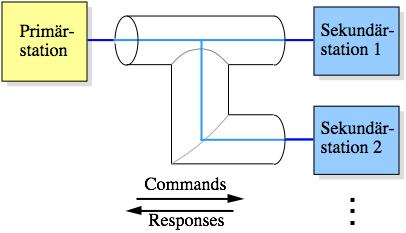 Primär-
station
Sekundär-
station 1
Sekundär-
station 2
Commands
Responses